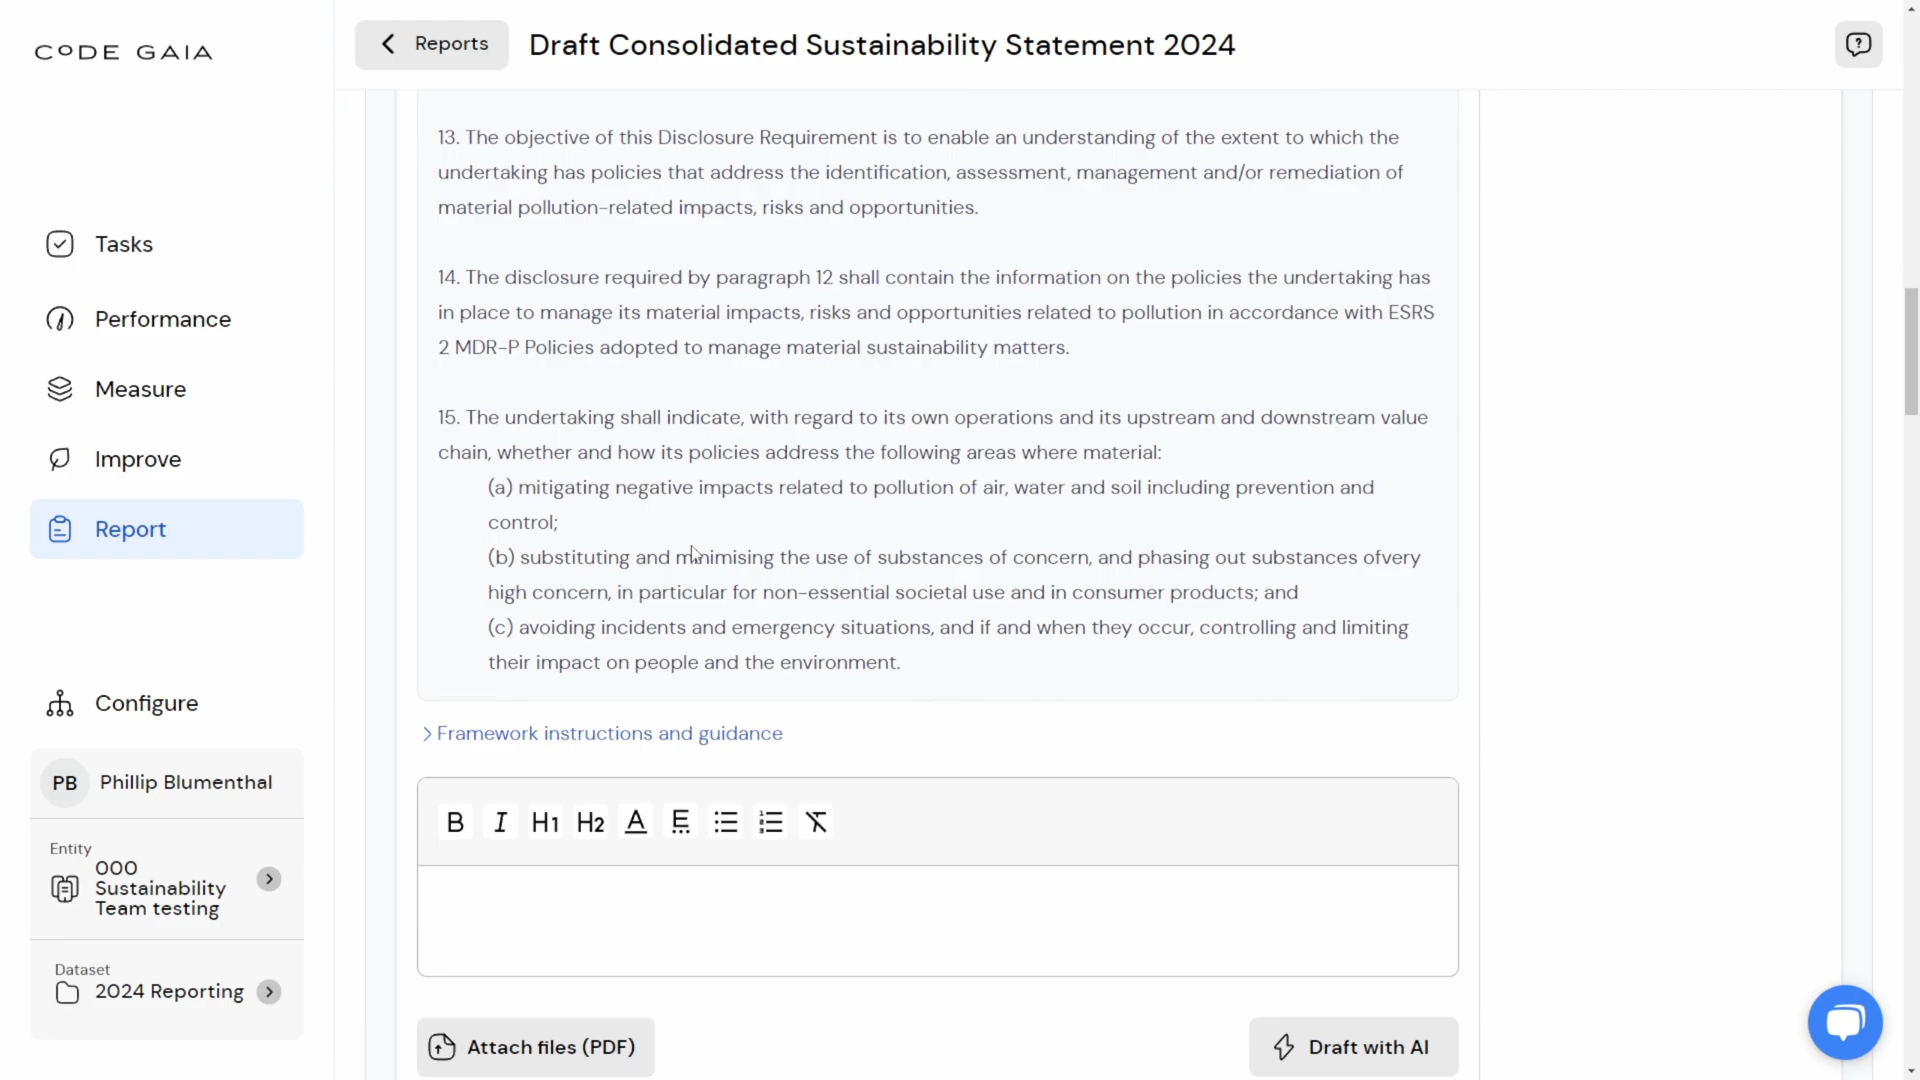 CODE GAIA
Reports
Draft Consolidated Sustainability Statement 2024
13. The objective of this Disclosure Requirement is to enable an understanding of the extent to which the
undertaking has policies that address the identification, assessment, management and/or remediation of
material pollution-related impacts, risks and opportunities.
14. The disclosure required by paragraph 12 shall contain the information on the policies the undertaking has
in place to manage its material impacts, risks and opportunities related to pollution in accordance with ESRS
2 MDR-P Policies adopted to manage material sustainability matters.
15. The undertaking shall indicate, with regard to its own operations and its upstream and downstream value
chain, whether and how its policies address the following areas where material:
(a) mitigating negative impacts related to pollution of air, water and soil including prevention and
control;
(b) substituting and minimising the use of substances of concern, and phasing out substances ofvery
high concern, in particular for non-essential societal use and in consumer products; and
(c) avoiding incidents and emergency situations, and if and when they occur, controlling and limiting
their impact on people and the environment.
Framework instructions and guidance
B I H1 H2 A E
Attach files (PDF)
Draft with AI
Tasks
Performance
Measure
Improve
Report
Configure
PB Phillip Blumenthal
Entity
000
Sustainability
Team testing
Dataset
2024 Reporting